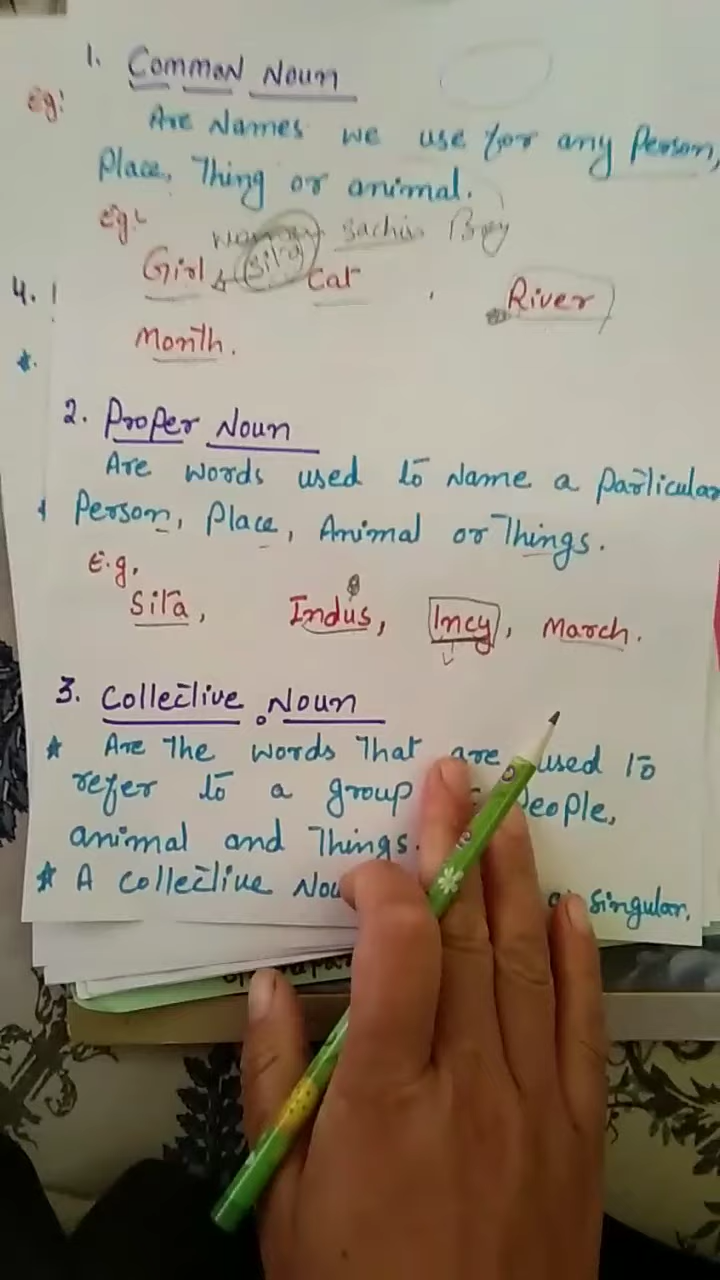 1. Common Noun
Eg!
Are Names we use for any Person,
Place, Thing or animal.
Eg:
Sachin Boy
Girl, Sita Cat , River
4. !
Month.
2. Proper Noun
Are words used to Name a particular
Person, Place, Animal or Things.
E.g.
Sita, Indus, Incy, March.
3. Collective Noun
* Are The words That are used to
refer to a group People,
animal and Things.
* A Collective Nou singular.